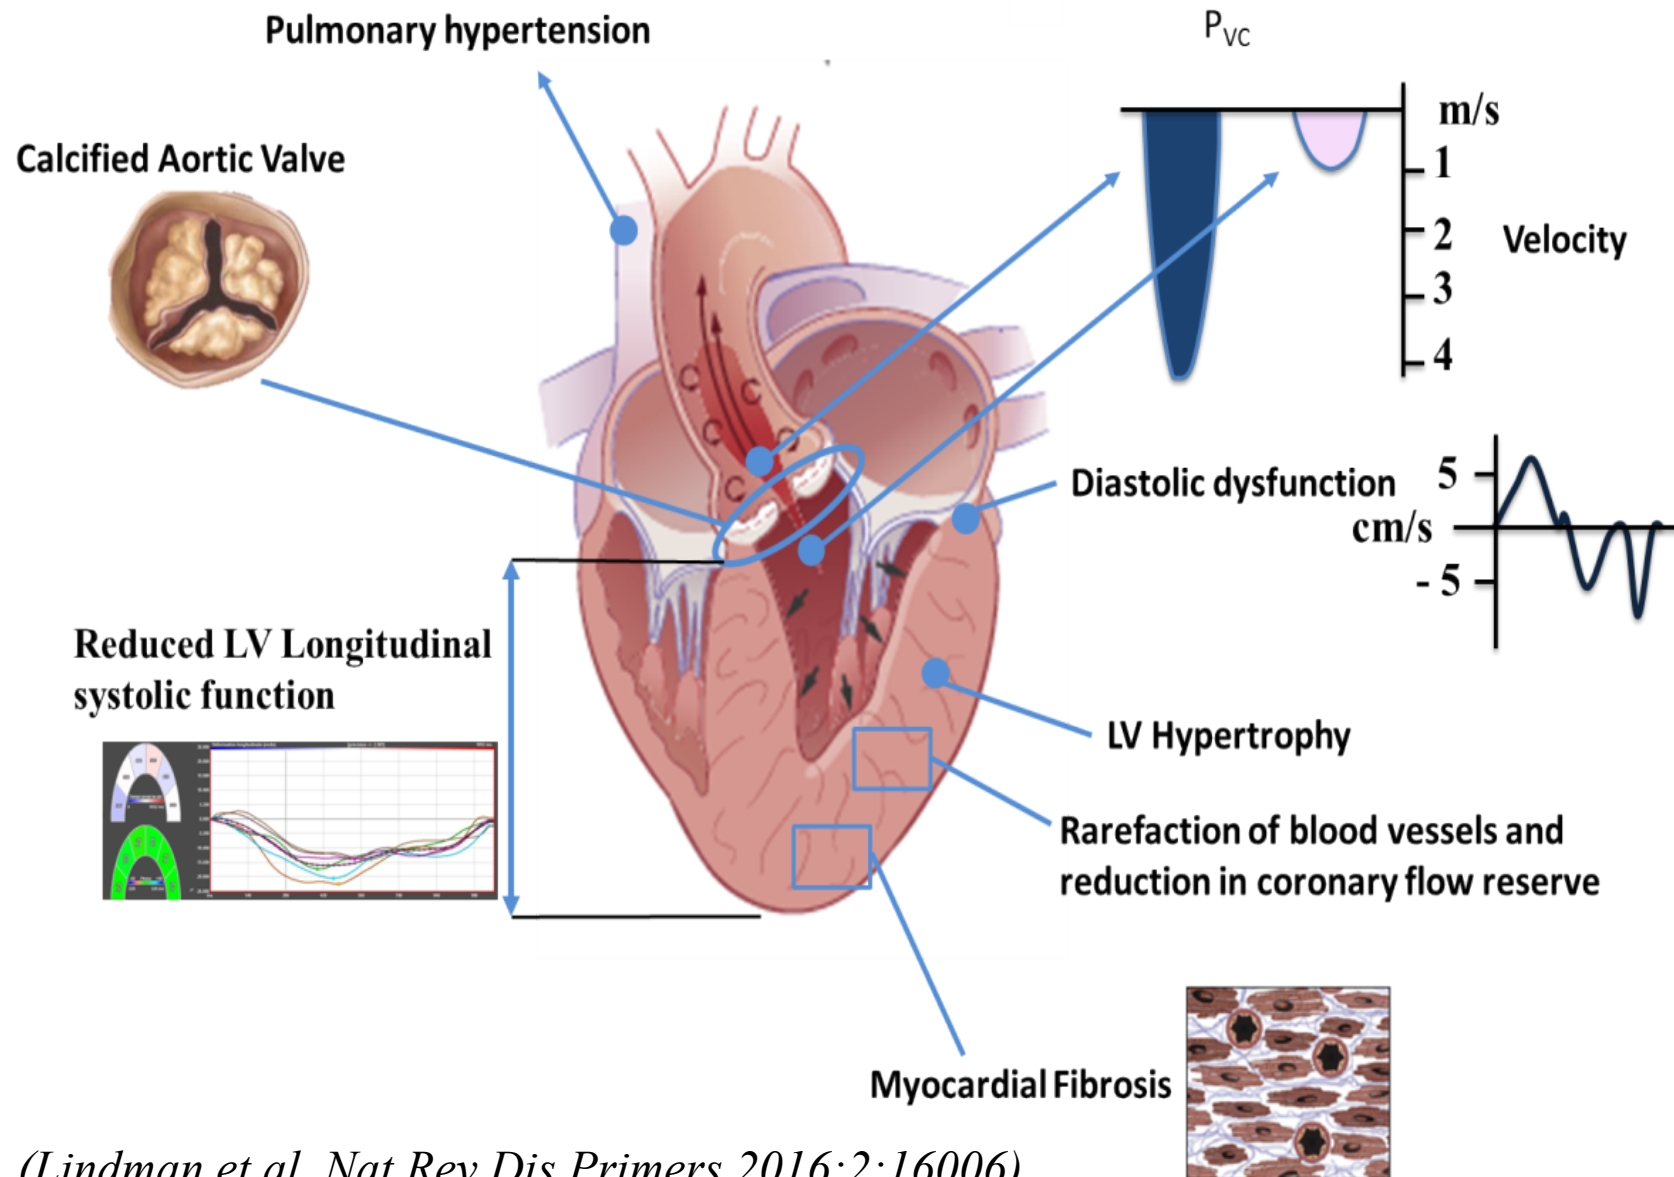 Pulmonary hypertension
P_VC
Calcified Aortic Valve
m/s
1
2
Velocity
3
4
Diastolic dysfunction
5
cm/s
- 5
Reduced LV Longitudinal
systolic function
LV Hypertrophy
Rarefaction of blood vessels and
reduction in coronary flow reserve
Myocardial Fibrosis
(Lindman et al. Nat Rev Dis Primers 2016;2:16006)